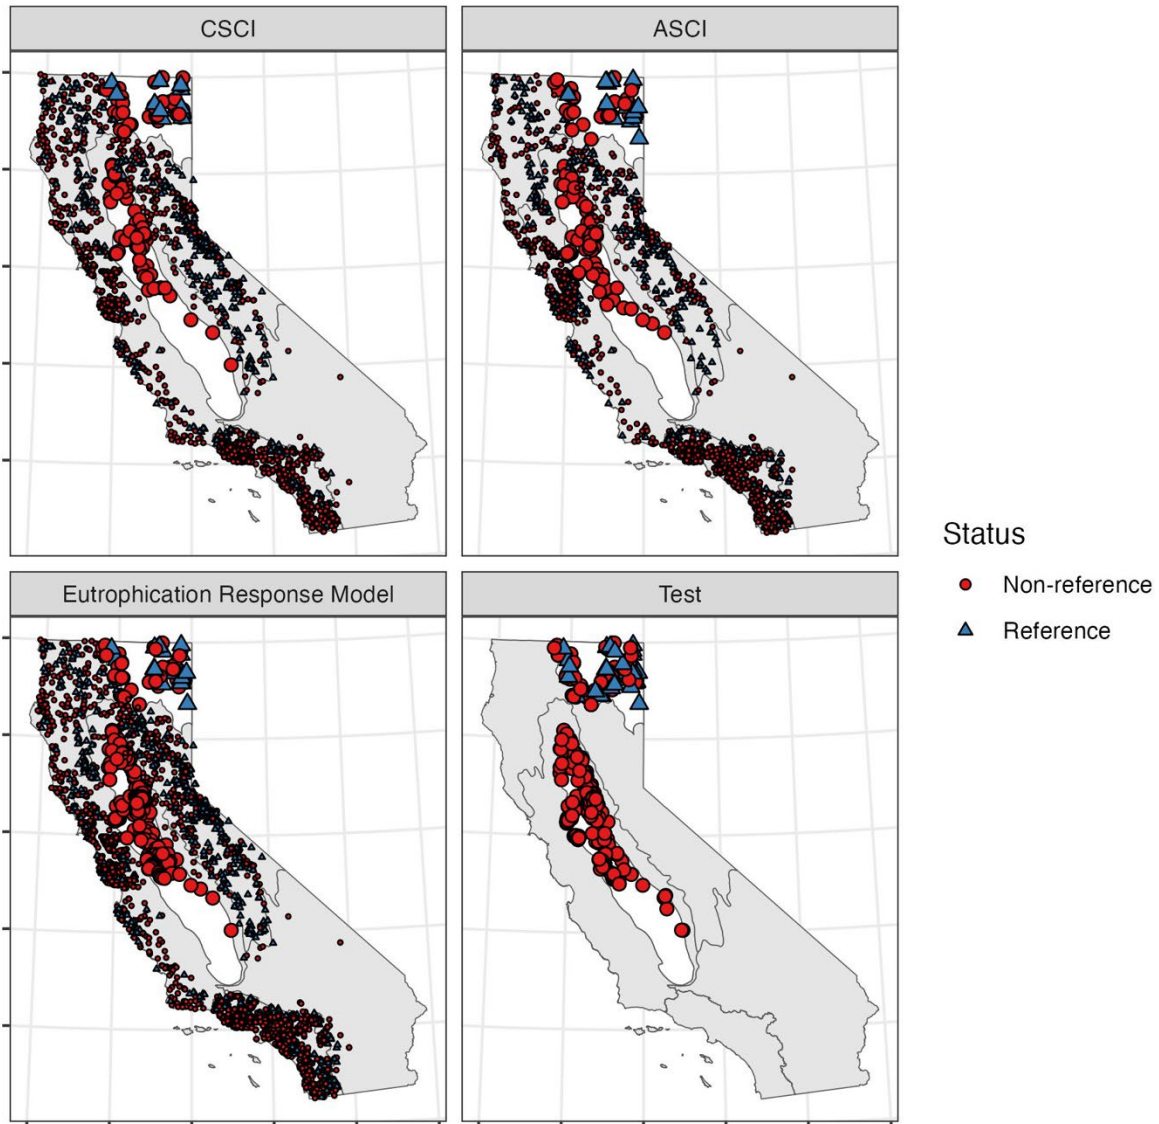 CSCI
ASCI
Eutrophication Response Model
Test
Status
Non-reference
Reference